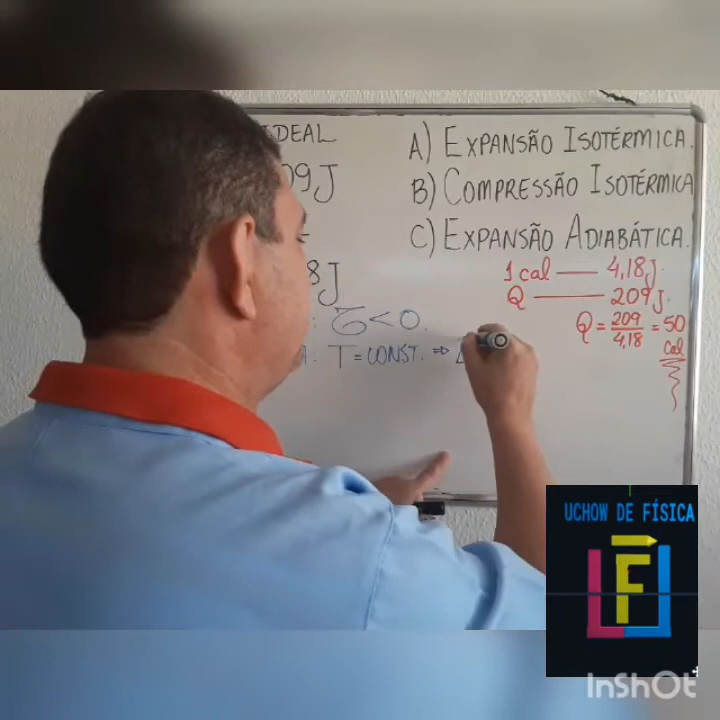 IDEAL
09J
8J
: 𝜏 < 0.
: T = CONST. ⇒
A) EXPANSÃO ISOTÉRMICA.
B) COMPRESSÃO ISOTÉRMICA
C) EXPANSÃO ADIABÁTICA.
1 cal —— 4,18J.
Q ——— 209J.
Q = 209/4,18 = 50
cal
UCHOW DE FÍSICA
F
InShOt